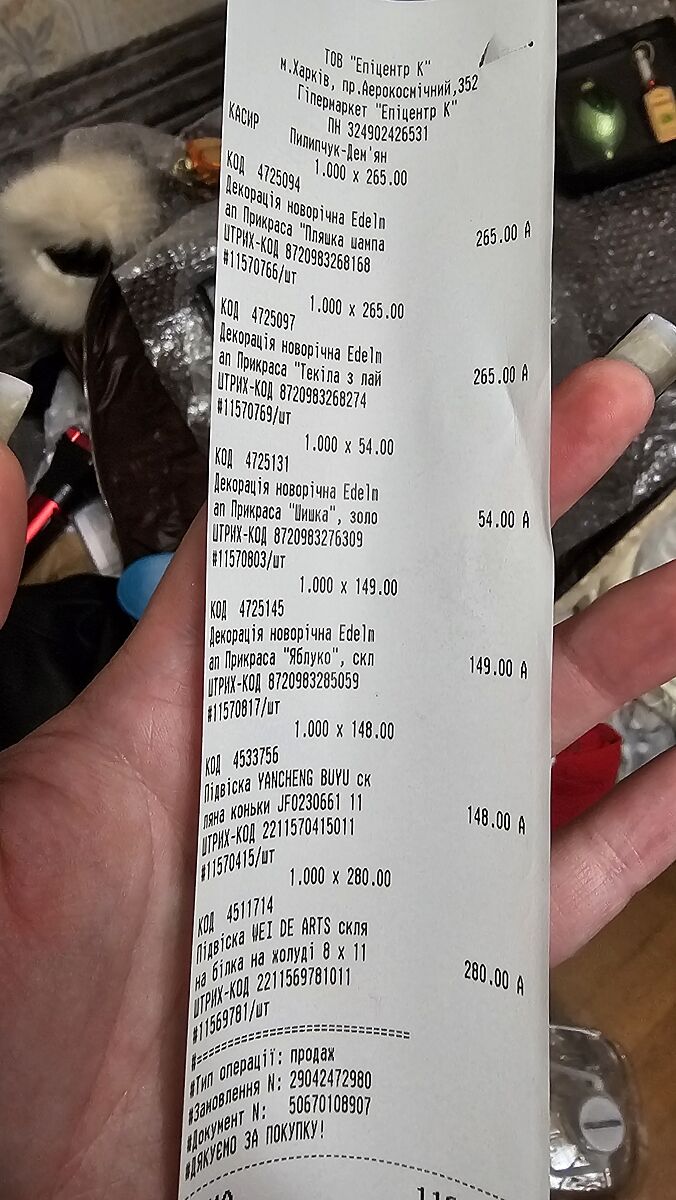 ТОВ "Епіцентр К"
м.Харків, пр.Аерокосмічний,352
Гіпермаркет "Епіцентр К"
ПН 324902426531
КАСИР Пилипчук-Дем'ян
1.000 x 265.00
КОД 4725094
Декорація новорічна Edelm
an Прикраса "Пляшка шампа 265.00 А
ШТРИХ-КОД 8720983268168
#11570766/шт
1.000 x 265.00
КОД 4725097
Декорація новорічна Edelm
an Прикраса "Текіла з лай 265.00 А
ШТРИХ-КОД 8720983268274
#11570769/шт
1.000 x 54.00
КОД 4725131
Декорація новорічна Edelm
an Прикраса "Шишка", золо 54.00 А
ШТРИХ-КОД 8720983276309
#11570803/шт
1.000 x 149.00
КОД 4725145
Декорація новорічна Edelm
an Прикраса "Яблуко", скл 149.00 А
ШТРИХ-КОД 8720983285059
#11570817/шт
1.000 x 148.00
КОД 4533756
Підвіска YANCHENG BUYU ск
ляна коньки JF0230661 11 148.00 А
ШТРИХ-КОД 2211570415011
#11570415/шт
1.000 x 280.00
КОД 4511714
Підвіска WEI DE ARTS скля
на білка на жолуді 8 x 11 280.00 А
ШТРИХ-КОД 2211569781011
#11569781/шт
#==============================
#Тип операції: продаж
#Замовлення N: 29042472980
#Документ N: 50670108907
#ДЯКУЄМО ЗА ПОКУПКУ!